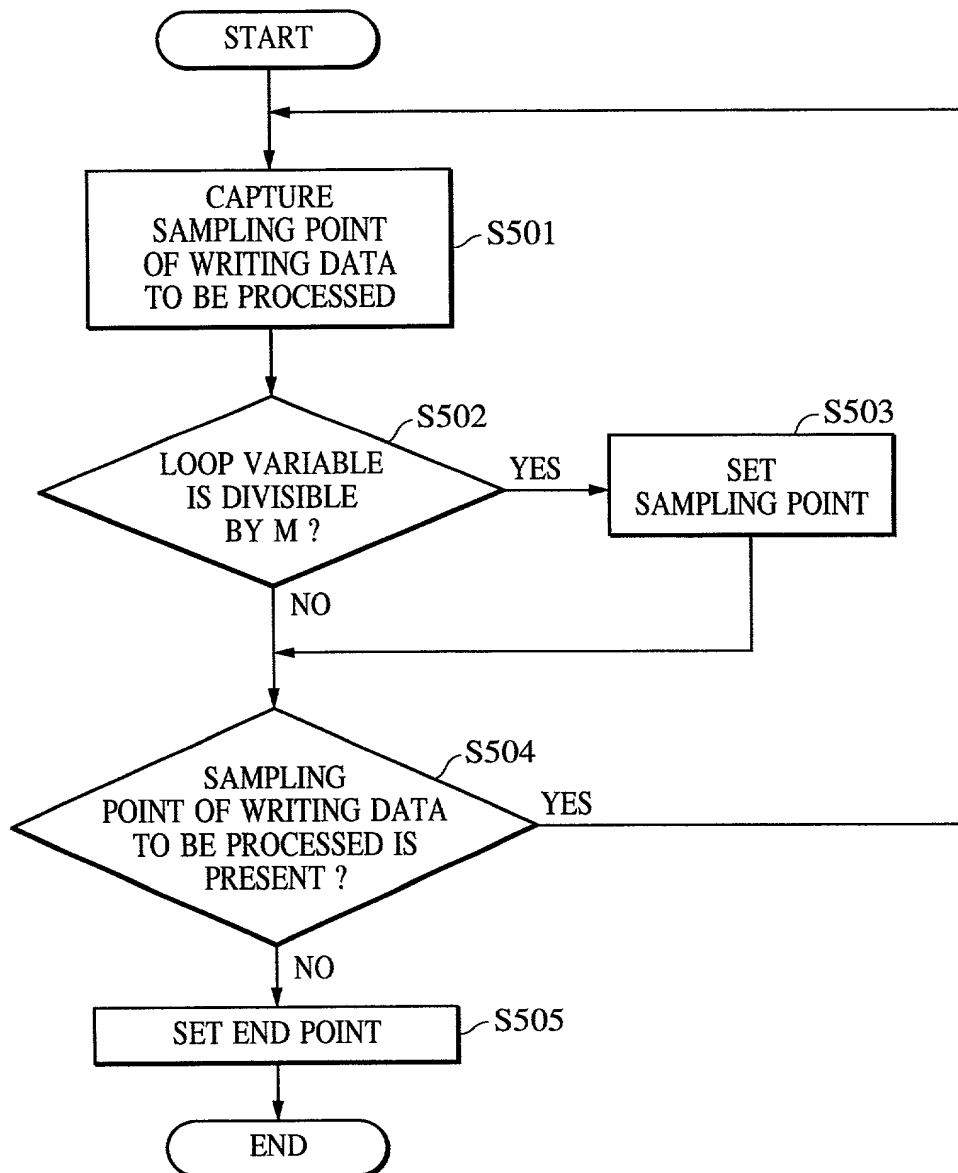 START
CAPTURE
SAMPLING POINT
OF WRITING DATA
TO BE PROCESSED
S501
S502
LOOP VARIABLE
IS DIVISIBLE
BY M ?
YES
S503
SET
SAMPLING POINT
NO
S504
SAMPLING
POINT OF WRITING DATA
TO BE PROCESSED IS
PRESENT ?
YES
NO
SET END POINT
S505
END